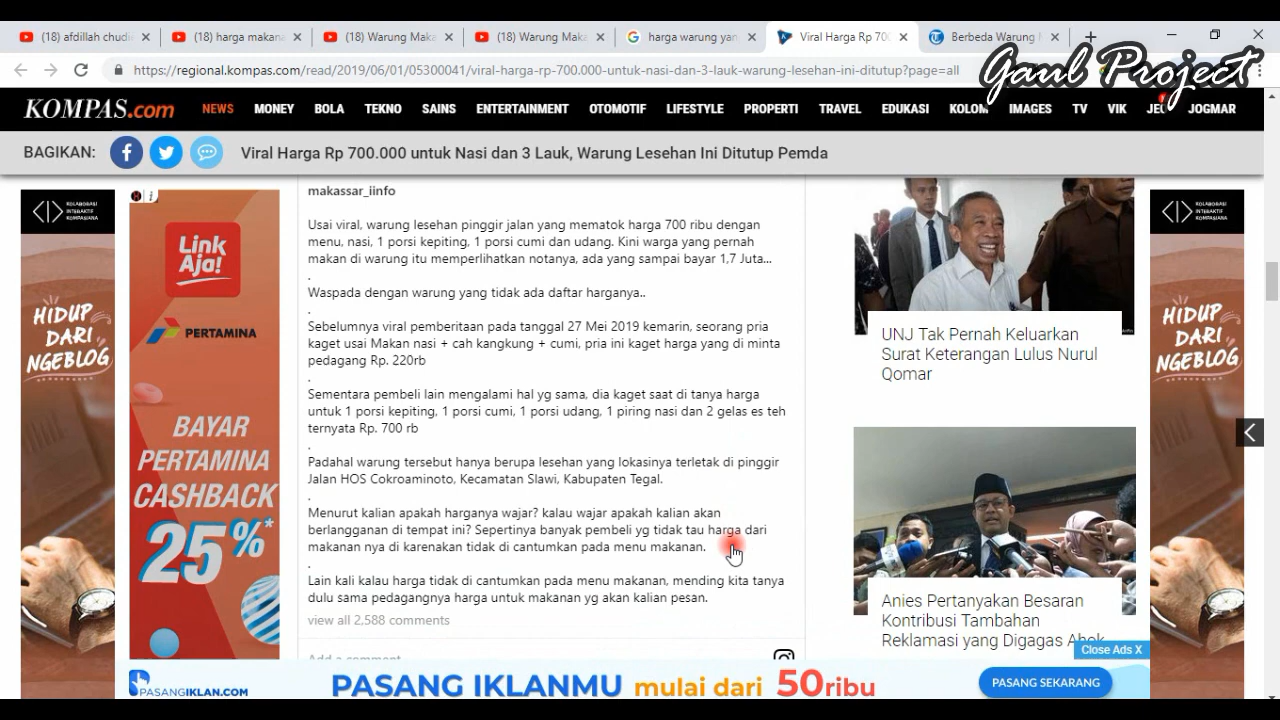 (18) afdillah chudi
(18) harga makana
(18) Warung Maka
(18) Warung Maka
harga warung yan
Viral Harga Rp 700
Berbeda Warung M
https://regional.kompas.com/read/2019/06/01/05300041/viral-harga-rp-700.000-untuk-nasi-dan-3-lauk-warung-lesehan-ini-ditutup?page=all
Gaul Project
KOMPAS.com
NEWS
MONEY
BOLA
TEKNO
SAINS
ENTERTAINMENT
OTOMOTIF
LIFESTYLE
PROPERTI
TRAVEL
EDUKASI
KOLOM
IMAGES
TV
VIK
JEO
JOGMAR
BAGIKAN:
Viral Harga Rp 700.000 untuk Nasi dan 3 Lauk, Warung Lesehan Ini Ditutup Pemda
KOLABORASI
INTERAKTIF
KOMPASIANA
HIDUP
DARI
NGEBLOG
Link
Aja!
PERTAMINA
BAYAR
PERTAMINA
CASHBACK
25%*
makassar_iinfo
Usai viral, warung lesehan pinggir jalan yang mematok harga 700 ribu dengan
menu, nasi, 1 porsi kepiting, 1 porsi cumi dan udang. Kini warga yang pernah
makan di warung itu memperlihatkan notanya, ada yang sampai bayar 1,7 Juta...
.
Waspada dengan warung yang tidak ada daftar harganya..
.
Sebelumnya viral pemberitaan pada tanggal 27 Mei 2019 kemarin, seorang pria
kaget usai Makan nasi + cah kangkung + cumi, pria ini kaget harga yang di minta
pedagang Rp. 220rb
.
Sementara pembeli lain mengalami hal yg sama, dia kaget saat di tanya harga
untuk 1 porsi kepiting, 1 porsi cumi, 1 porsi udang, 1 piring nasi dan 2 gelas es teh
ternyata Rp. 700 rb
.
Padahal warung tersebut hanya berupa lesehan yang lokasinya terletak di pinggir
Jalan HOS Cokroaminoto, Kecamatan Slawi, Kabupaten Tegal.
.
Menurut kalian apakah harganya wajar? kalau wajar apakah kalian akan
berlangganan di tempat ini? Sepertinya banyak pembeli yg tidak tau harga dari
makanan nya di karenakan tidak di cantumkan pada menu makanan.
.
Lain kali kalau harga tidak di cantumkan pada menu makanan, mending kita tanya
dulu sama pedagangnya harga untuk makanan yg akan kalian pesan.
view all 2,588 comments
Add a comment
UNJ Tak Pernah Keluarkan
Surat Keterangan Lulus Nurul
Qomar
Anies Pertanyakan Besaran
Kontribusi Tambahan
Reklamasi yang Digagas Ahok
KOLABORASI
INTERAKTIF
KOMPASIANA
HIDUP
DARI
NGEBLOG
Close Ads X
PASANGIKLAN.COM
PASANG IKLANMU mulai dari 50ribu
PASANG SEKARANG